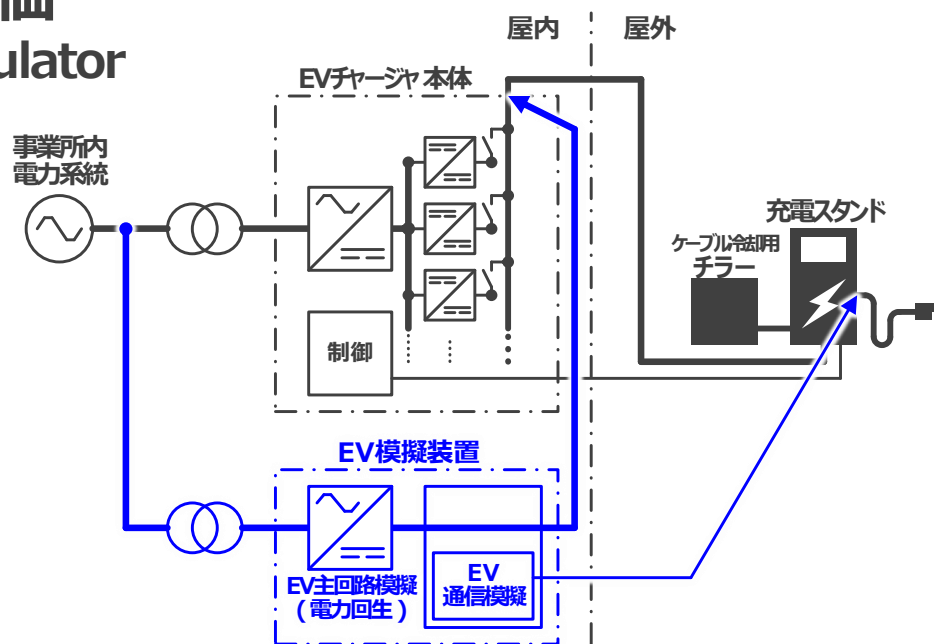 ulator
屋内
屋外
EVチャージャ本体
事業所内
電力系統
充電スタンド
ケーブル冷却用
チラー
制御
EV模擬装置
EV主回路模擬
(電力回生)
EV
通信模擬